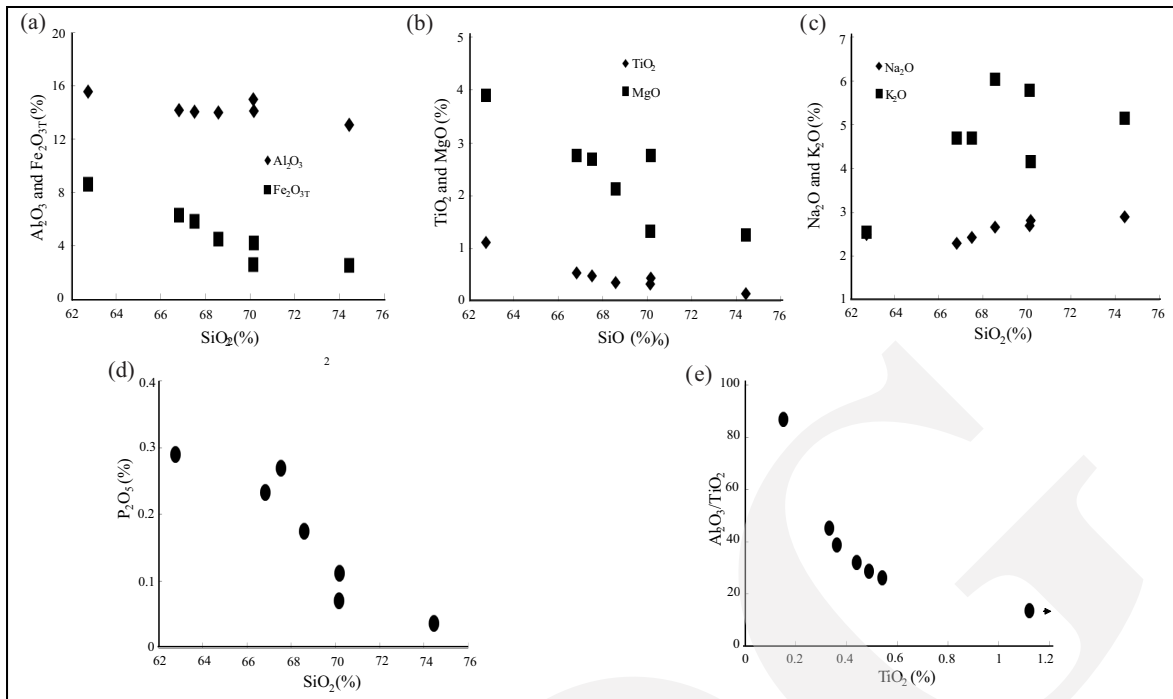 (a)
20
16
12
8
4
0
Al₂O₃ and Fe₂O₃T(%)
Al₂O₃
Fe₂O₃T
62 64 66 68 70 72 74 76
SiO₂(%)
(b)
5
4
3
2
1
0
TiO₂ and MgO (%)
TiO₂
MgO
62 64 66 68 70 72 74 76
SiO (%)%)
2
(c)
7
6
5
4
3
2
1
Na₂O and K₂O (%)
Na₂O
K₂O
62 64 66 68 70 72 74 76
SiO₂(%)
(d)
0.4
0.3
0.2
0.1
0
P₂O₅(%)
62 64 66 68 70 72 74 76
SiO₂(%)
(e)
100
80
60
40
20
0
Al₂O₃/TiO₂
0 0.2 0.4 0.6 0.8 1 1.2
TiO₂(%)
G